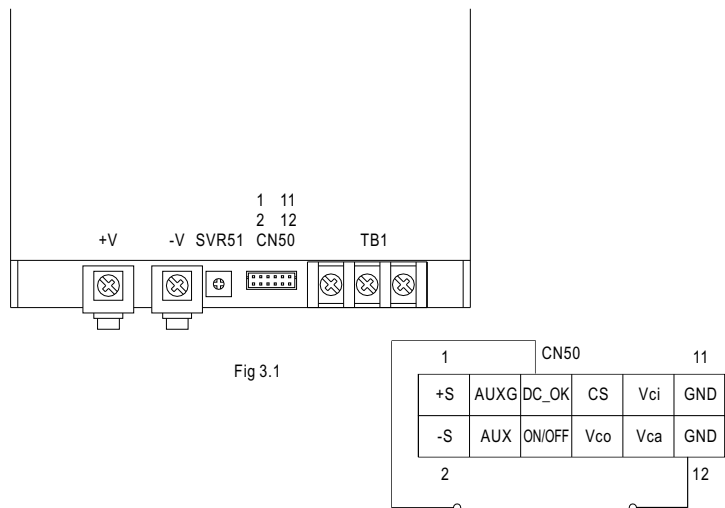 1 11
2 12
+V -V SVR51 CN50 TB1
Fig 3.1
CN50
1 11
+S AUXG DC_OK CS Vci GND
-S AUX ON/OFF Vco Vca GND
2 12